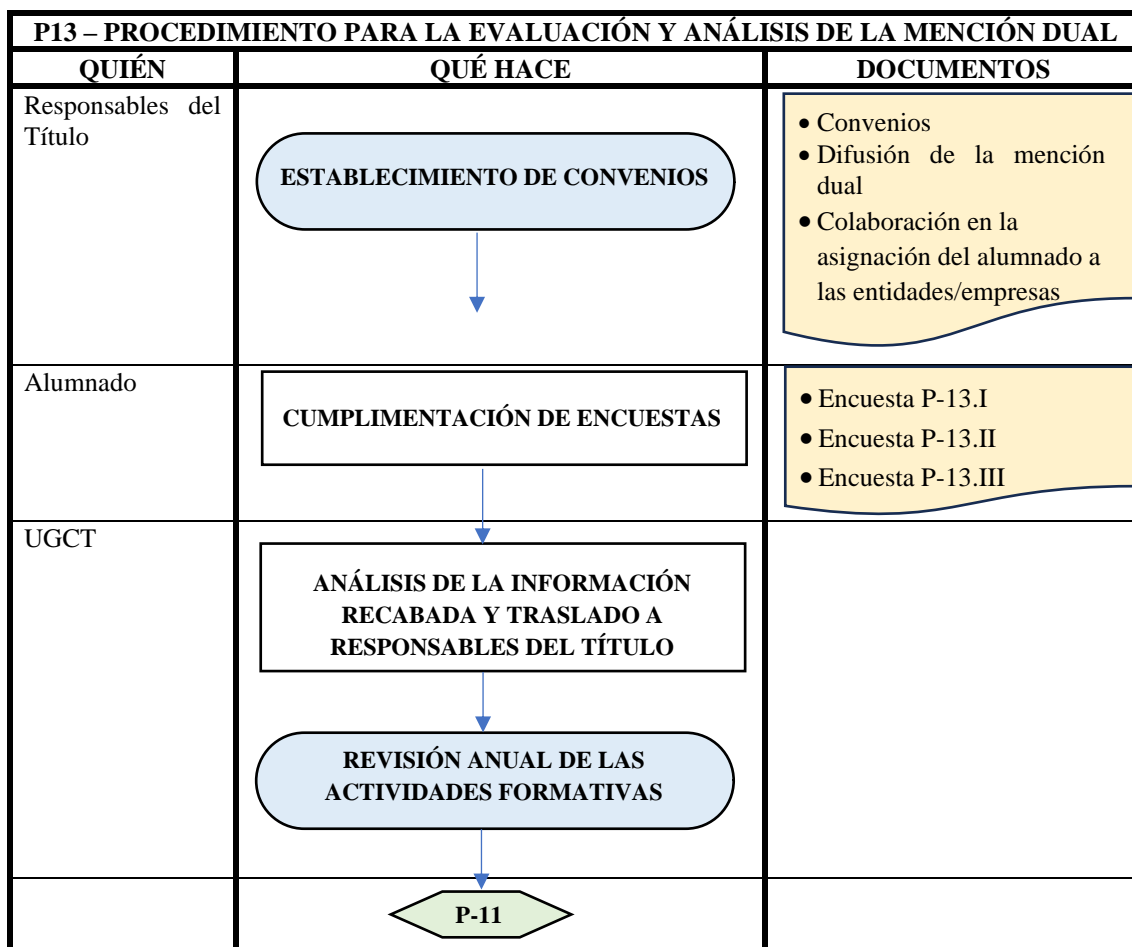 P13 – PROCEDIMIENTO PARA LA EVALUACIÓN Y ANÁLISIS DE LA MENCIÓN DUAL
QUIÉN
QUÉ HACE
DOCUMENTOS
Responsables del
Título
ESTABLECIMIENTO DE CONVENIOS
• Convenios
• Difusión de la mención
dual
• Colaboración en la
asignación del alumnado a
las entidades/empresas
Alumnado
CUMPLIMENTACIÓN DE ENCUESTAS
• Encuesta P-13.I
• Encuesta P-13.II
• Encuesta P-13.III
UGCT
ANÁLISIS DE LA INFORMACIÓN
RECABADA Y TRASLADO A
RESPONSABLES DEL TÍTULO
REVISIÓN ANUAL DE LAS
ACTIVIDADES FORMATIVAS
P-11